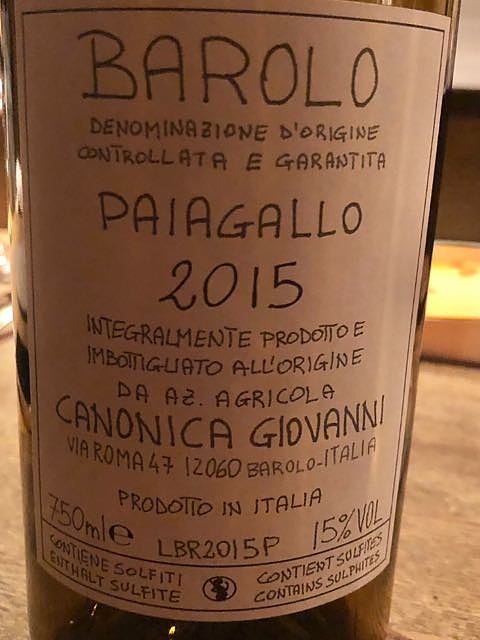 BAROLO
DENOMINAZIONE D'ORIGINE
CONTROLLATA E GARANTITA
PAIAGALLO
2015
INTEGRALMENTE PRODOTTO E
IMBOTTIGLIATO ALL'ORIGINE
DA AZ. AGRICOLA
CANONICA GIOVANNI
VIA ROMA 47 12060 BAROLO-ITALIA
PRODOTTO IN ITALIA
750ml e LBR2015P 15% VOL
CONTIENE SOLFITI CONTIENT SULFITES
ENTHALT SULFITE CONTAINS SULPHITES